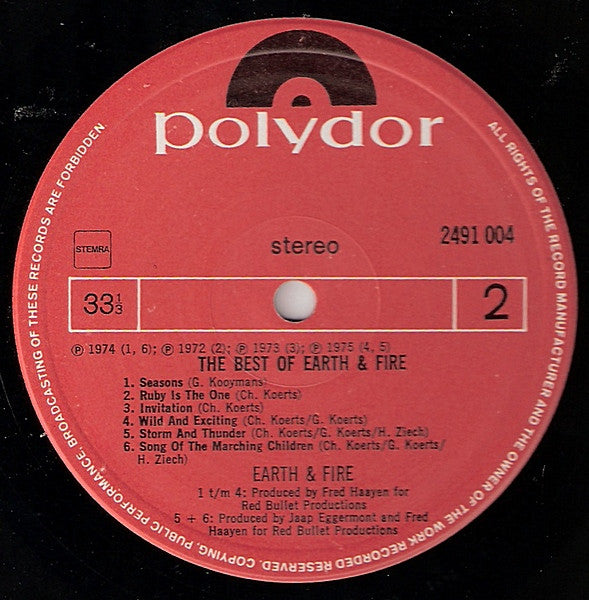 polydor
STEMRA
stereo
2491 004
33 1/3
2
Ⓟ 1974 (1, 6); Ⓟ 1972 (2); Ⓟ 1973 (3); Ⓟ 1975 (4, 5)
THE BEST OF EARTH & FIRE
1. Seasons (G. Kooymans)
2. Ruby Is The One (Ch. Koerts)
3. Invitation (Ch. Koerts)
4. Wild And Exciting (Ch. Koerts/G. Koerts)
5. Storm And Thunder (Ch. Koerts/G. Koerts/H. Ziech)
6. Song Of The Marching Children (Ch. Koerts/G. Koerts/
H. Ziech)
EARTH & FIRE
1 t/m 4: Produced by Fred Haayen for
Red Bullet Productions
5 + 6: Produced by Jaap Eggermont and Fred
Haayen for Red Bullet Productions
ALL RIGHTS OF THE RECORD MANUFACTURER AND THE OWNER OF THE WORK RECORDED RESERVED. COPYING, PUBLIC PERFORMANCE, BROADCASTING OF THESE RECORDS ARE FORBIDDEN